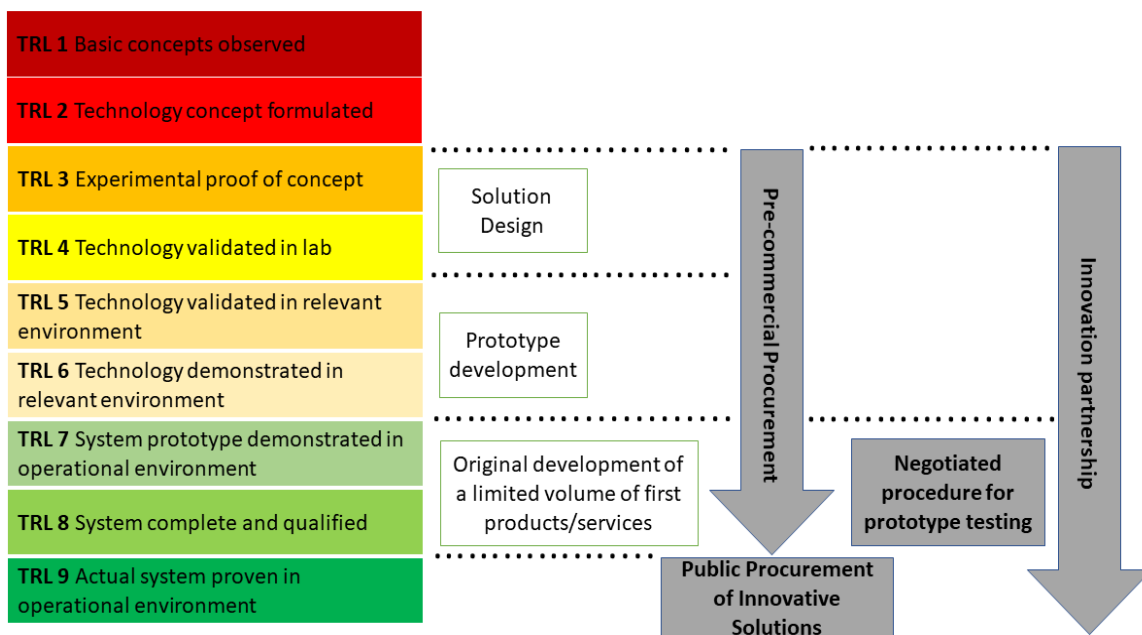 TRL 1 Basic concepts observed
TRL 2 Technology concept formulated
TRL 3 Experimental proof of concept
TRL 4 Technology validated in lab
TRL 5 Technology validated in relevant
environment
TRL 6 Technology demonstrated in
relevant environment
TRL 7 System prototype demonstrated in
operational environment
TRL 8 System complete and qualified
TRL 9 Actual system proven in
operational environment
Solution
Design
Prototype
development
Original development of
a limited volume of first
products/services
Pre-commercial Procurement
Public Procurement
of Innovative
Solutions
Negotiated
procedure for
prototype testing
Innovation partnership